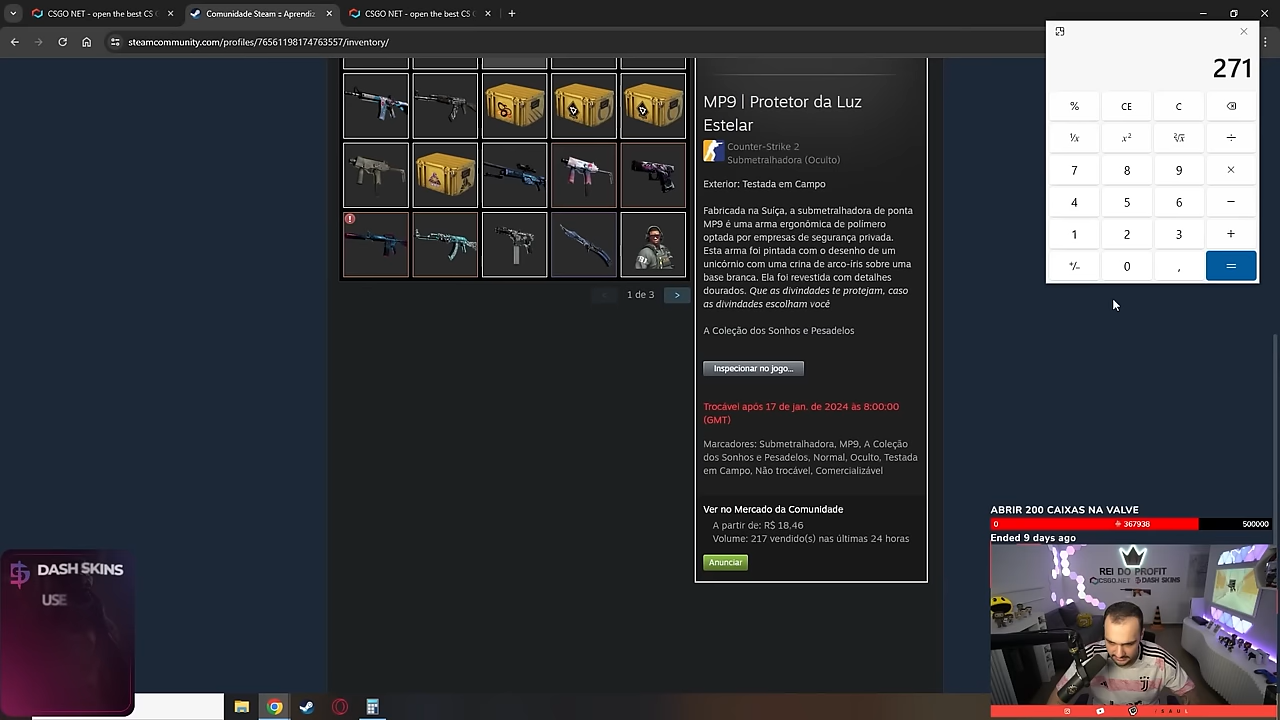 CSGO NET - open the best CS G
Comunidade Steam :: Aprendiz
CSGO NET - open the best CS C
steamcommunity.com/profiles/76561198174763557/inventory/
271
% CE C
¹/x x² ²√x ÷
7 8 9 ×
4 5 6 −
1 2 3 +
+/− 0 , =
MP9 | Protetor da Luz
Estelar
Counter-Strike 2
Submetralhadora (Oculto)
Exterior: Testada em Campo
Fabricada na Suíça, a submetralhadora de ponta
MP9 é uma arma ergonômica de polímero
optada por empresas de segurança privada.
Esta arma foi pintada com o desenho de um
unicórnio com uma crina de arco-íris sobre uma
base branca. Ela foi revestida com detalhes
dourados. Que as divindades te protejam, caso
as divindades escolham você
A Coleção dos Sonhos e Pesadelos
1 de 3 >
Inspecionar no jogo...
Trocável após 17 de jan. de 2024 às 8:00:00
(GMT)
Marcadores: Submetralhadora, MP9, A Coleção
dos Sonhos e Pesadelos, Normal, Oculto, Testada
em Campo, Não trocável, Comercializável
Ver no Mercado da Comunidade
A partir de: R$ 18,46
Volume: 217 vendido(s) nas últimas 24 horas
Anunciar
ABRIR 200 CAIXAS NA VALVE
0 367938 500000
Ended 9 days ago
REI DO PROFIT
CSGO.NET DASH SKINS
DASH SKINS
USE